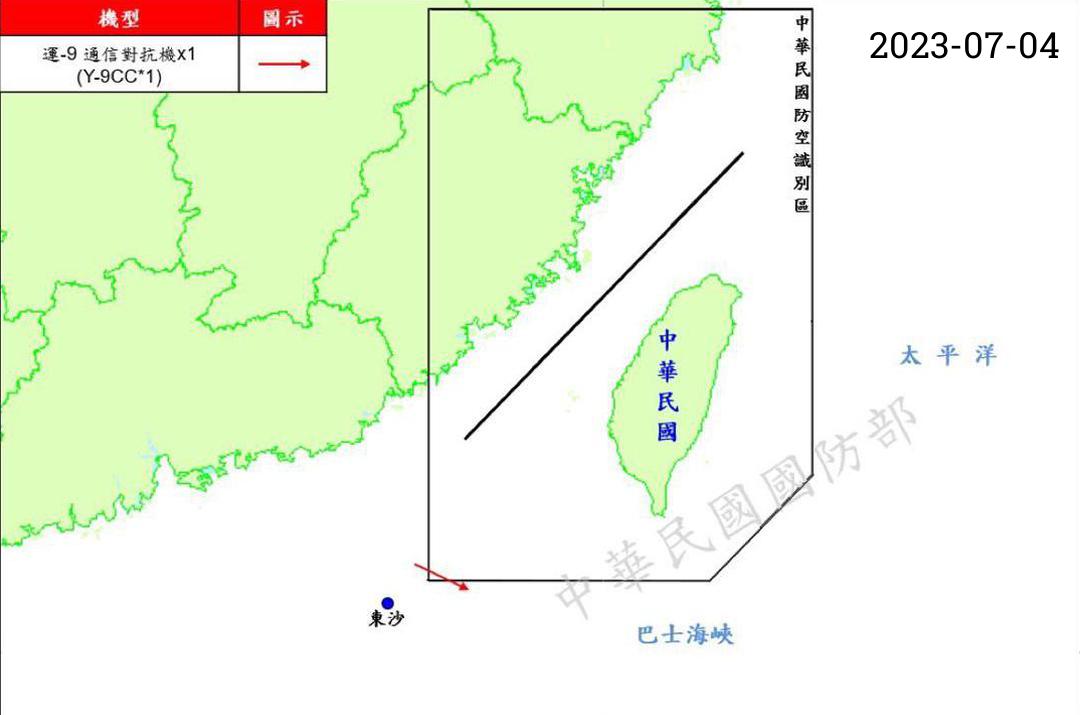 機型
圖示
運-9 通信對抗機x1
(Y-9CC*1)
2023-07-04
中華民國防空識別區
中華民國
太平洋
中華民國國防部
東沙
巴士海峽